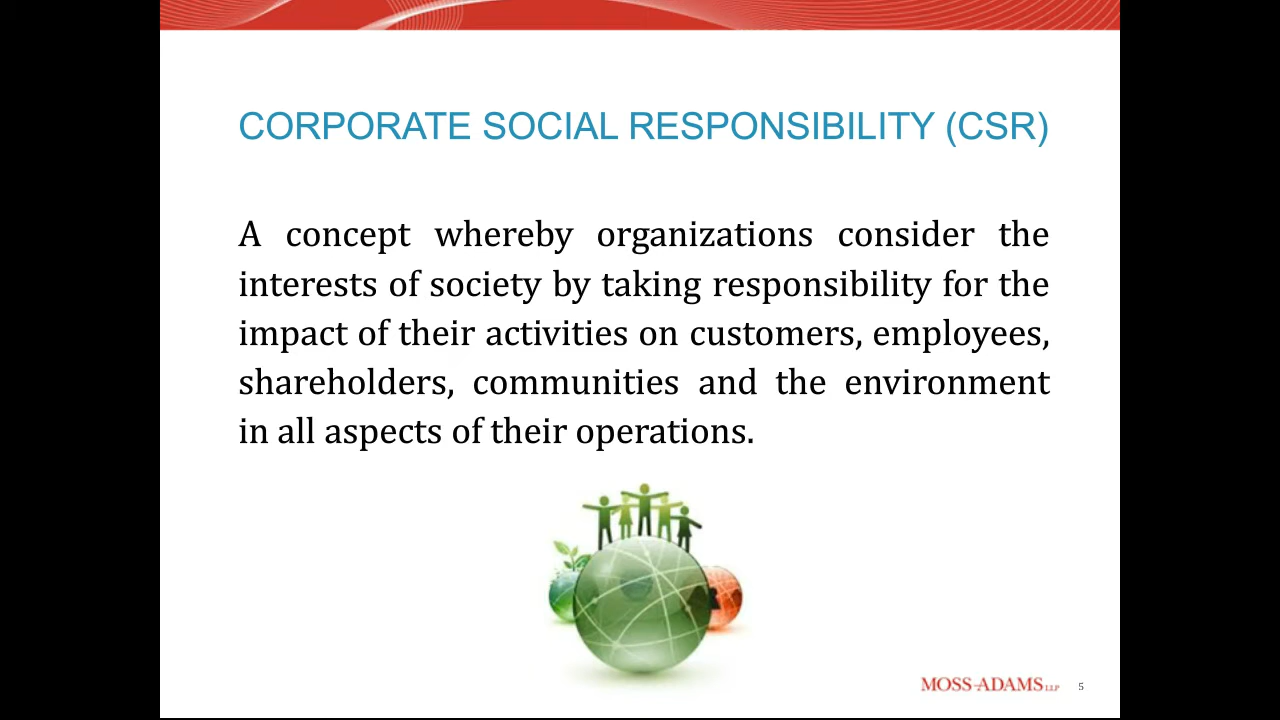 CORPORATE SOCIAL RESPONSIBILITY (CSR)
A concept whereby organizations consider the
interests of society by taking responsibility for the
impact of their activities on customers, employees,
shareholders, communities and the environment
in all aspects of their operations.
MOSS-ADAMS LLP
5